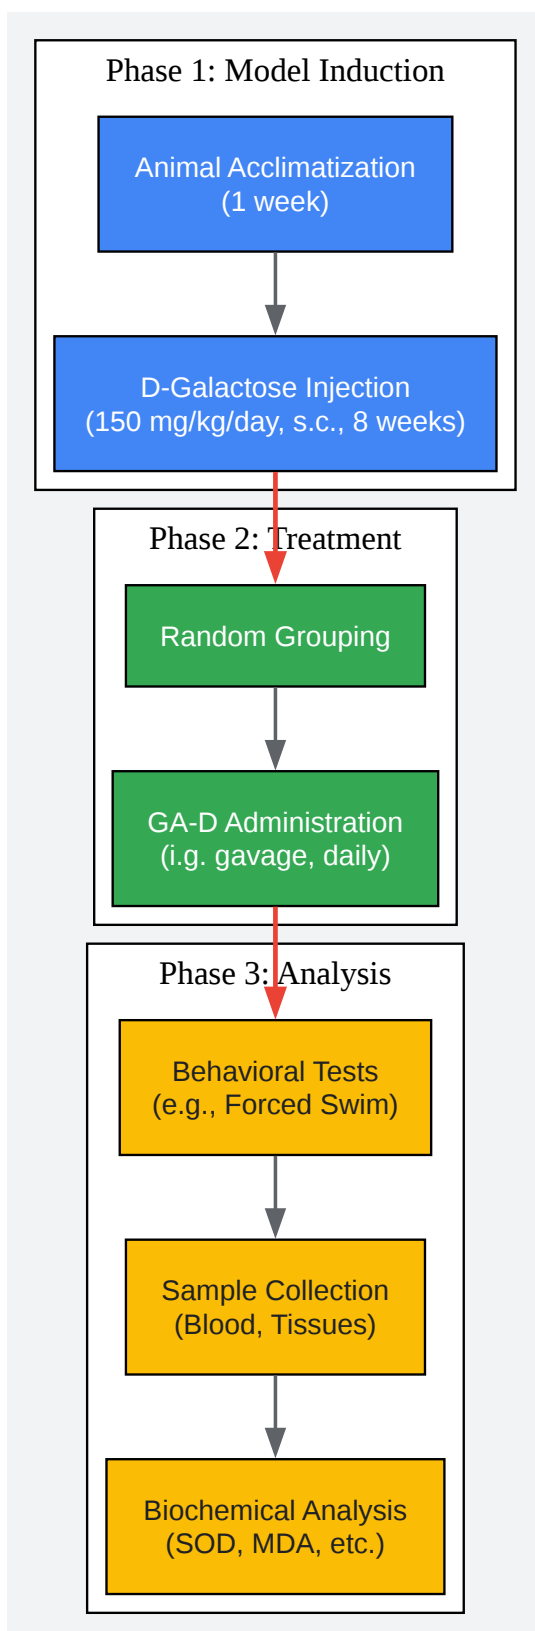 Phase 1: Model Induction
Animal Acclimatization
(1 week)
D-Galactose Injection
(150 mg/kg/day, s.c., 8 weeks)
Phase 2: Treatment
Random Grouping
GA-D Administration
(i.g. gavage, daily)
Phase 3: Analysis
Behavioral Tests
(e.g., Forced Swim)
Sample Collection
(Blood, Tissues)
Biochemical Analysis
(SOD, MDA, etc.)